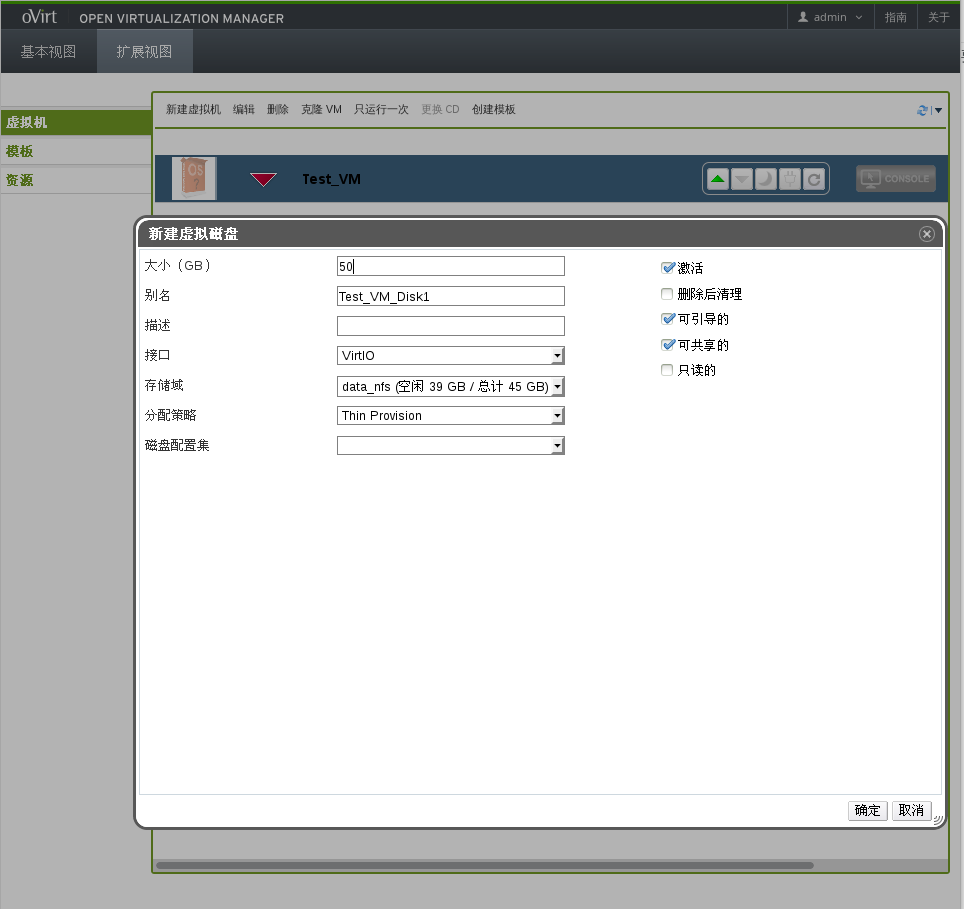 oVirt OPEN VIRTUALIZATION MANAGER admin 指南 关于
基本视图 扩展视图
新建虚拟机 编辑 删除 克隆 VM 只运行一次 更换 CD 创建模板
虚拟机
模板
资源
OS
?
Test_VM
CONSOLE
新建虚拟磁盘
大小（GB） 50 激活
别名 Test_VM_Disk1 删除后清理
描述 可引导的
接口 VirtIO 可共享的
存储域 data_nfs (空闲 39 GB / 总计 45 GB) 只读的
分配策略 Thin Provision
磁盘配置集
确定 取消